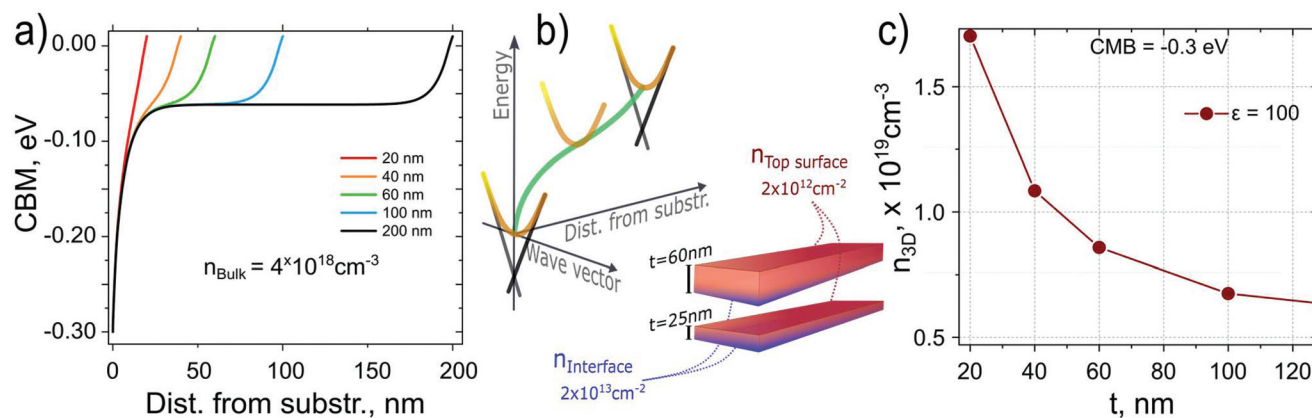 a)
0.00
-0.10
-0.20
-0.30
CBM, eV
20 nm
40 nm
60 nm
100 nm
200 nm
nBulk = 4x10^18cm-3
0
50
100
150
200
Dist. from substr., nm
b)
Energy
Dist. from substr.
Wave vector
nTop surface
2x10^12cm-2
t=60nm
t=25nm
nInterface
2x10^13cm-2
c)
CMB = -0.3 eV
ε = 100
1.5
1.0
0.5
n3D, x 10^19cm-3
20
40
60
80
100
120
t, nm